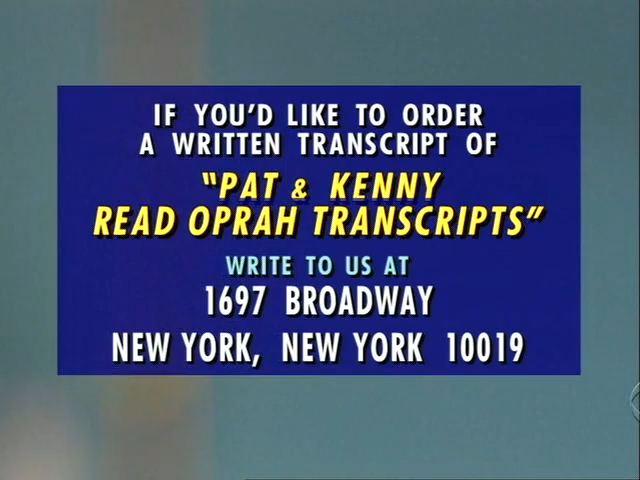 IF YOU'D LIKE TO ORDER
A WRITTEN TRANSCRIPT OF
"PAT & KENNY
READ OPRAH TRANSCRIPTS"
WRITE TO US AT
1697 BROADWAY
NEW YORK, NEW YORK 10019